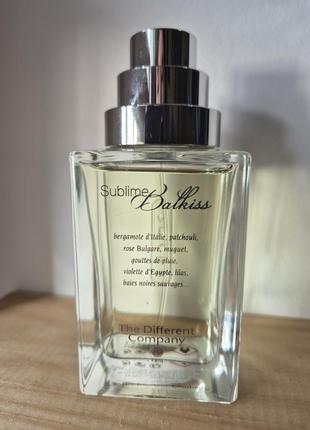 Sublime Balkiss
bergamote d'Italie, patchouli,
rose Bulgare, muguet,
gouttes de pluie,
violette d'Egypte, lilas,
baies noires sauvages...
The Different
Company